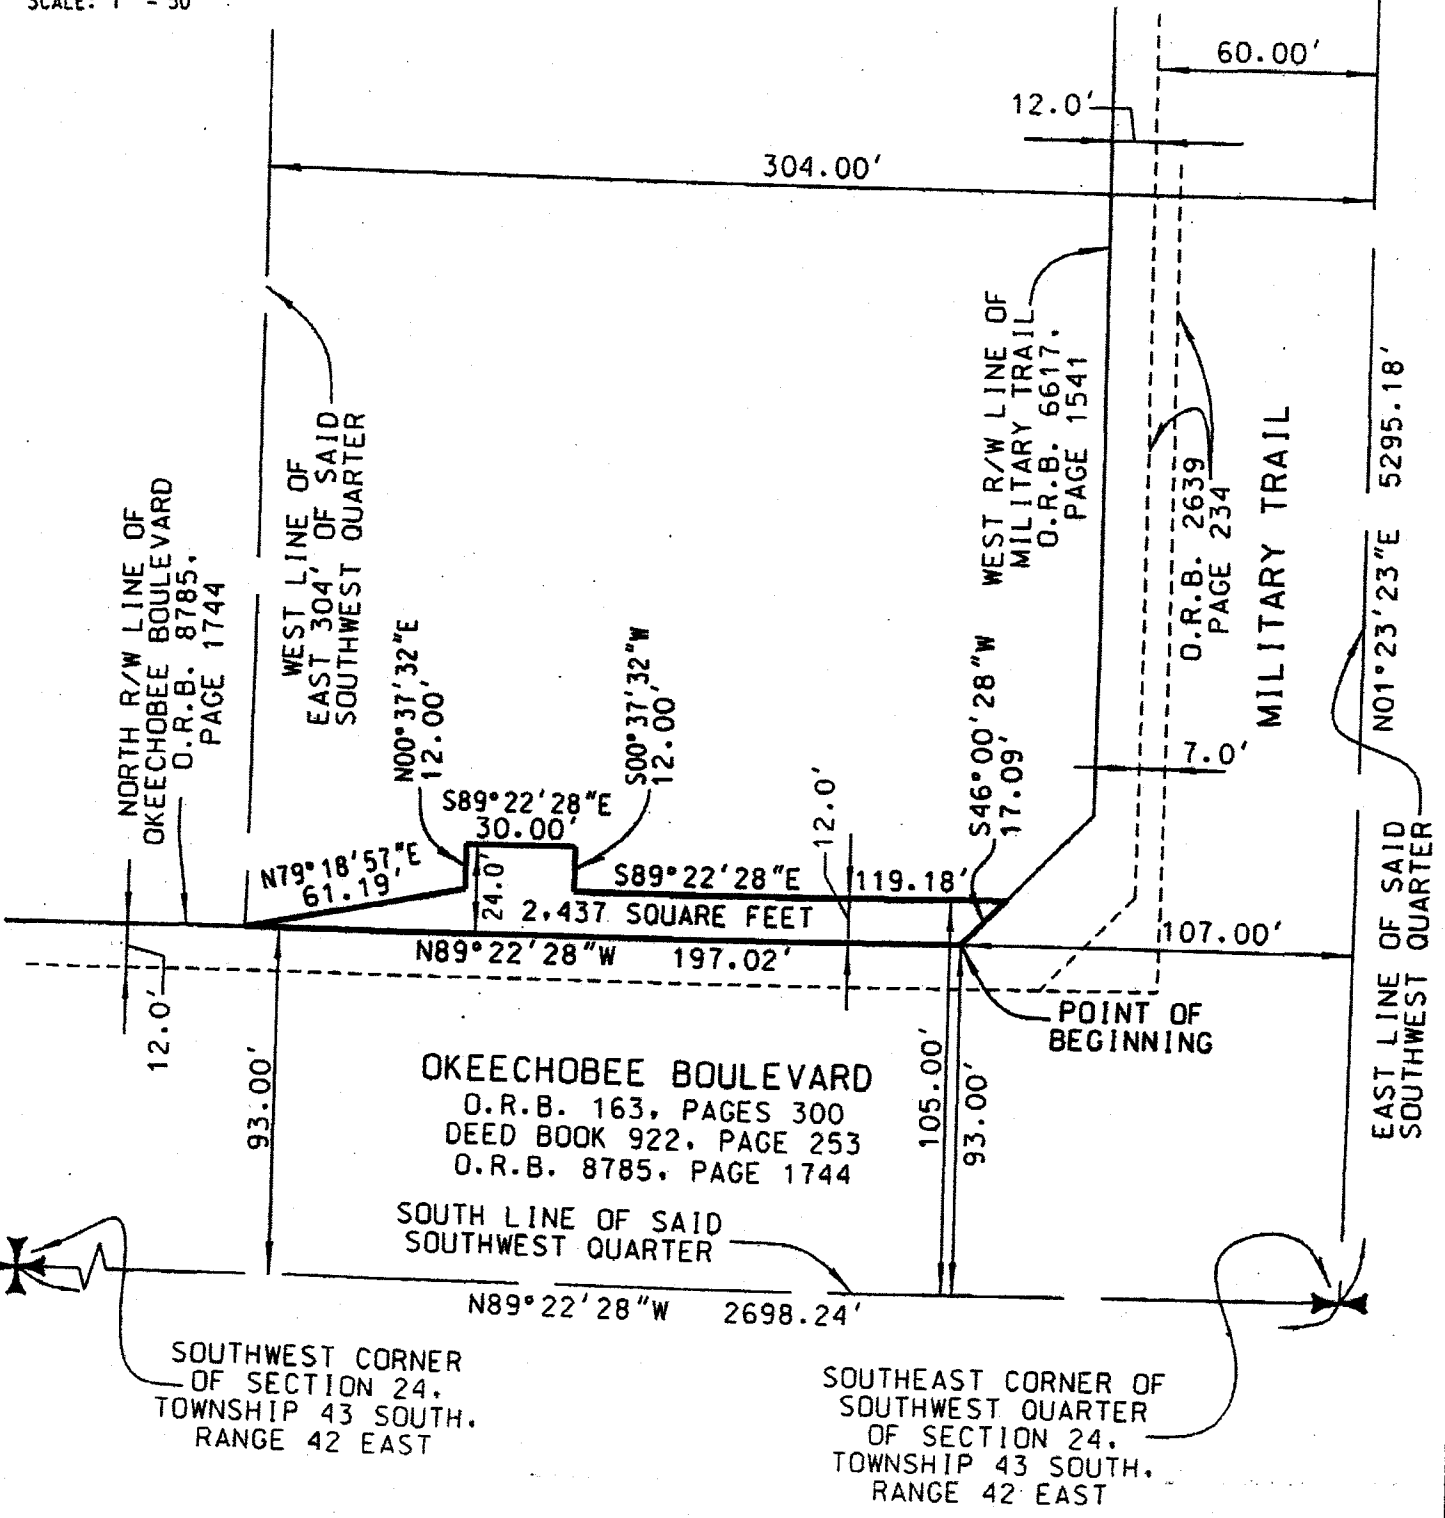 SCALE: 1" = 30'
60.00'
12.0'
304.00'
WEST R/W LINE OF
MILITARY TRAIL
O.R.B. 6617,
PAGE 1541
O.R.B. 2639
PAGE 234
MILITARY TRAIL
N01°23'23"E 5295.18'
WEST LINE OF
EAST 304' OF SAID
SOUTHWEST QUARTER
NORTH R/W LINE OF
OKEECHOBEE BOULEVARD
O.R.B. 8785,
PAGE 1744
N00°37'32"E
12.00'
S00°37'32"W
12.00'
S46°00'28"W
17.09'
7.0'
S89°22'28"E
30.00'
12.0'
N79°18'57"E
61.19'
24.0'
S89°22'28"E 119.18'
2,437 SQUARE FEET
N89°22'28"W 197.02'
107.00'
EAST LINE OF SAID
SOUTHWEST QUARTER
12.0'
93.00'
POINT OF
BEGINNING
OKEECHOBEE BOULEVARD
O.R.B. 163, PAGES 300
DEED BOOK 922, PAGE 253
O.R.B. 8785, PAGE 1744
105.00'
93.00'
SOUTH LINE OF SAID
SOUTHWEST QUARTER
N89°22'28"W 2698.24'
SOUTHWEST CORNER
OF SECTION 24,
TOWNSHIP 43 SOUTH,
RANGE 42 EAST
SOUTHEAST CORNER OF
SOUTHWEST QUARTER
OF SECTION 24,
TOWNSHIP 43 SOUTH,
RANGE 42 EAST